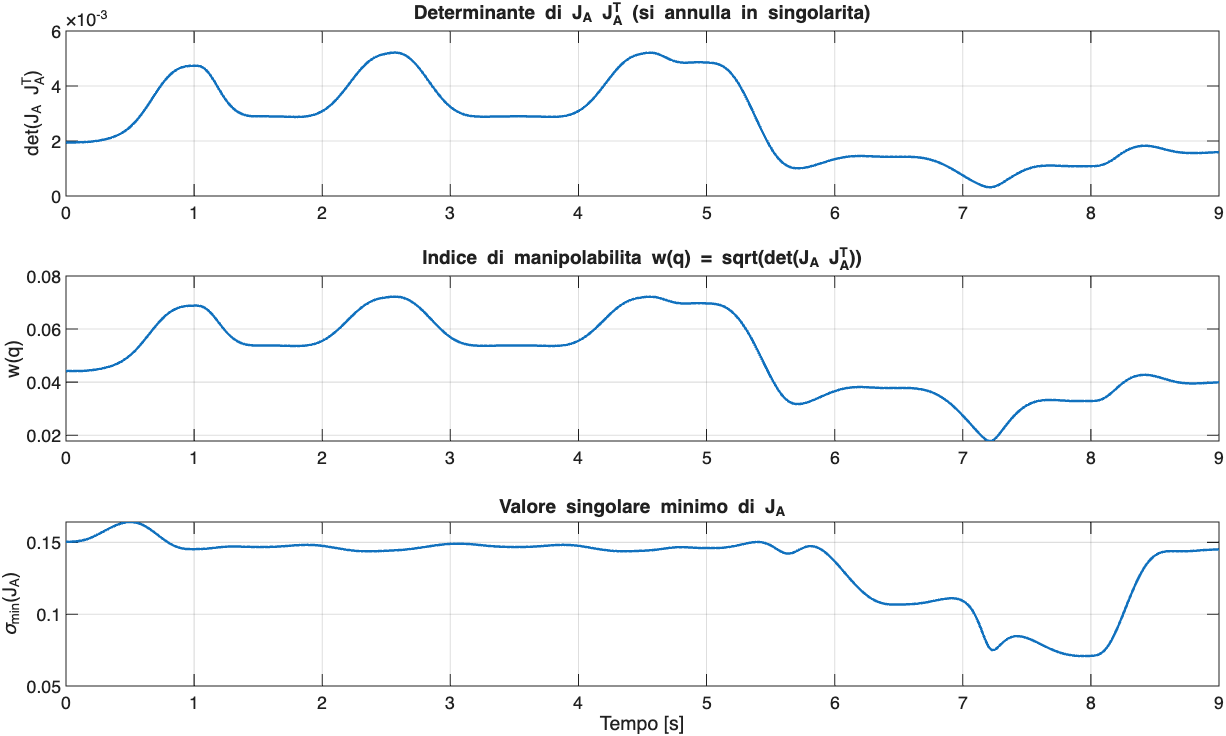 Determinante di J_A J_A^T (si annulla in singolarita)
×10^-3
det(J_A J_A^T)
6
4
2
0
0 1 2 3 4 5 6 7 8 9
Indice di manipolabilita w(q) = sqrt(det(J_A J_A^T))
w(q)
0.08
0.06
0.04
0.02
0 1 2 3 4 5 6 7 8 9
Valore singolare minimo di J_A
σ_min(J_A)
0.15
0.1
0.05
0 1 2 3 4 5 6 7 8 9
Tempo [s]